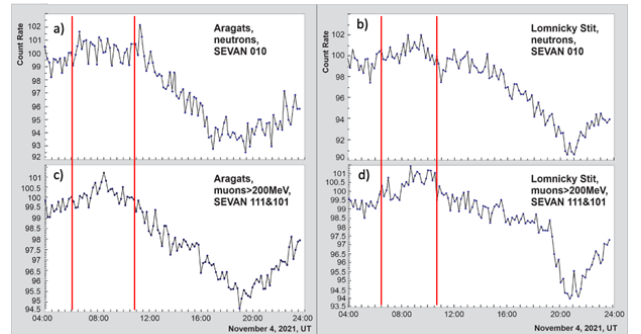 a)
Aragats,
neutrons,
SEVAN 010
Count Rate
102
101
100
99
98
97
96
95
94
93
92
b)
Lomnicky Stit,
neutrons,
SEVAN 010
Count Rate
102
100
98
96
94
92
90
c)
Aragats,
muons>200MeV,
SEVAN 111&101
101
100.5
100
99.5
99
98.5
98
97.5
97
96.5
96
95.5
95
94.5
04:00 08:00 12:00 16:00 20:00 24:00
November 4, 2021, UT
d)
Lomnicky Stit,
muons>200MeV,
SEVAN 111&101
101
100.5
100
99.5
99
98.5
98
97.5
97
96.5
96
95.5
95
94.5
94
93.5
04:00 08:00 12:00 16:00 20:00 24:00
November 4, 2021, UT